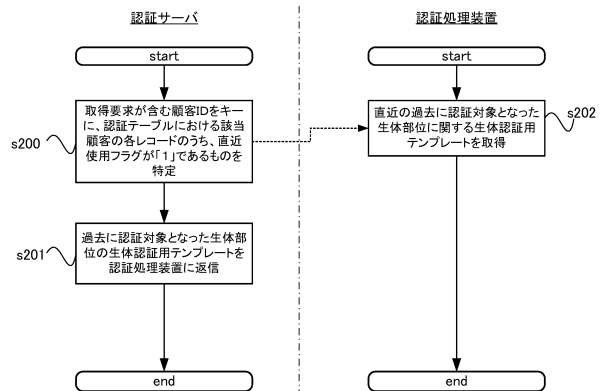 認証サーバ
start
s200
取得要求が含む顧客IDをキー
に、認証テーブルにおける該当
顧客の各レコードのうち、直近
使用フラグが「1」であるものを
特定
s201
過去に認証対象となった生体部
位の生体認証用テンプレートを
認証処理装置に返信
end
認証処理装置
start
直近の過去に認証対象となった
生体部位に関する生体認証用
テンプレートを取得
s202
end